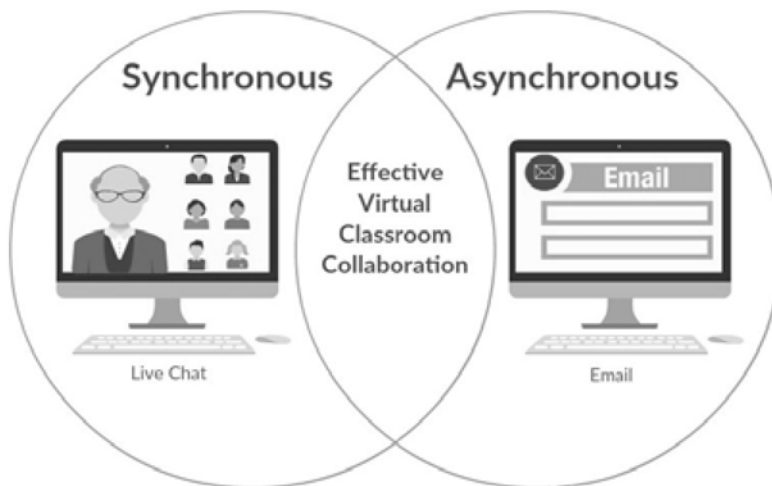 Synchronous
Asynchronous
Effective
Virtual
Classroom
Collaboration
Email
Live Chat
Email